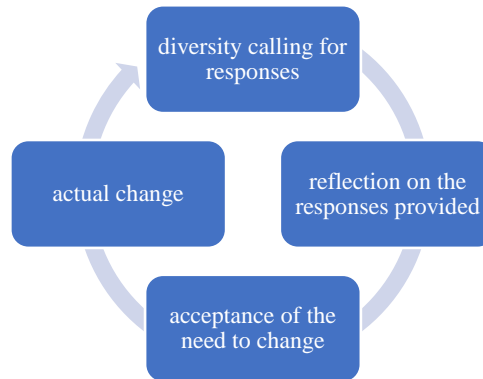 diversity calling for
responses
reflection on the
responses provided
acceptance of the
need to change
actual change